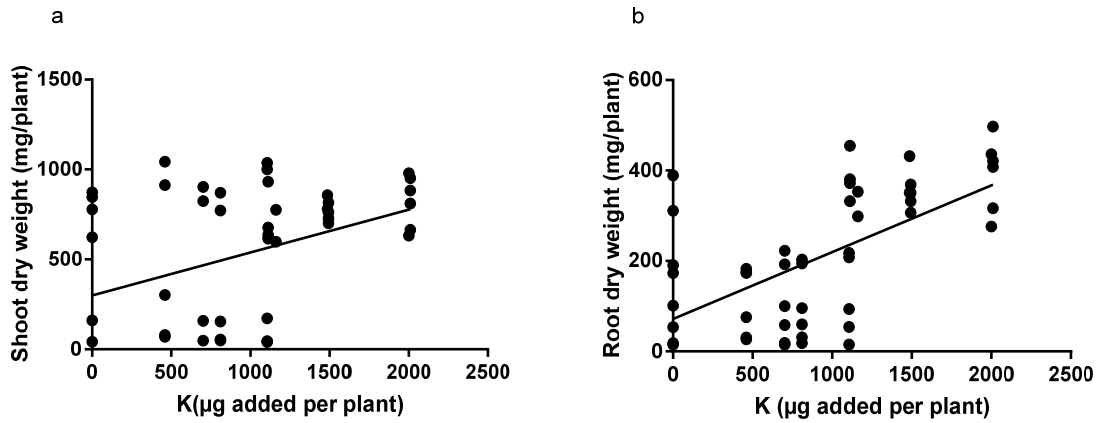 a
b
Shoot dry weight (mg/plant)
1500
1000
500
0
0 500 1000 1500 2000 2500
K(µg added per plant)
Root dry weight (mg/plant)
600
400
200
0
0 500 1000 1500 2000 2500
K (µg added per plant)